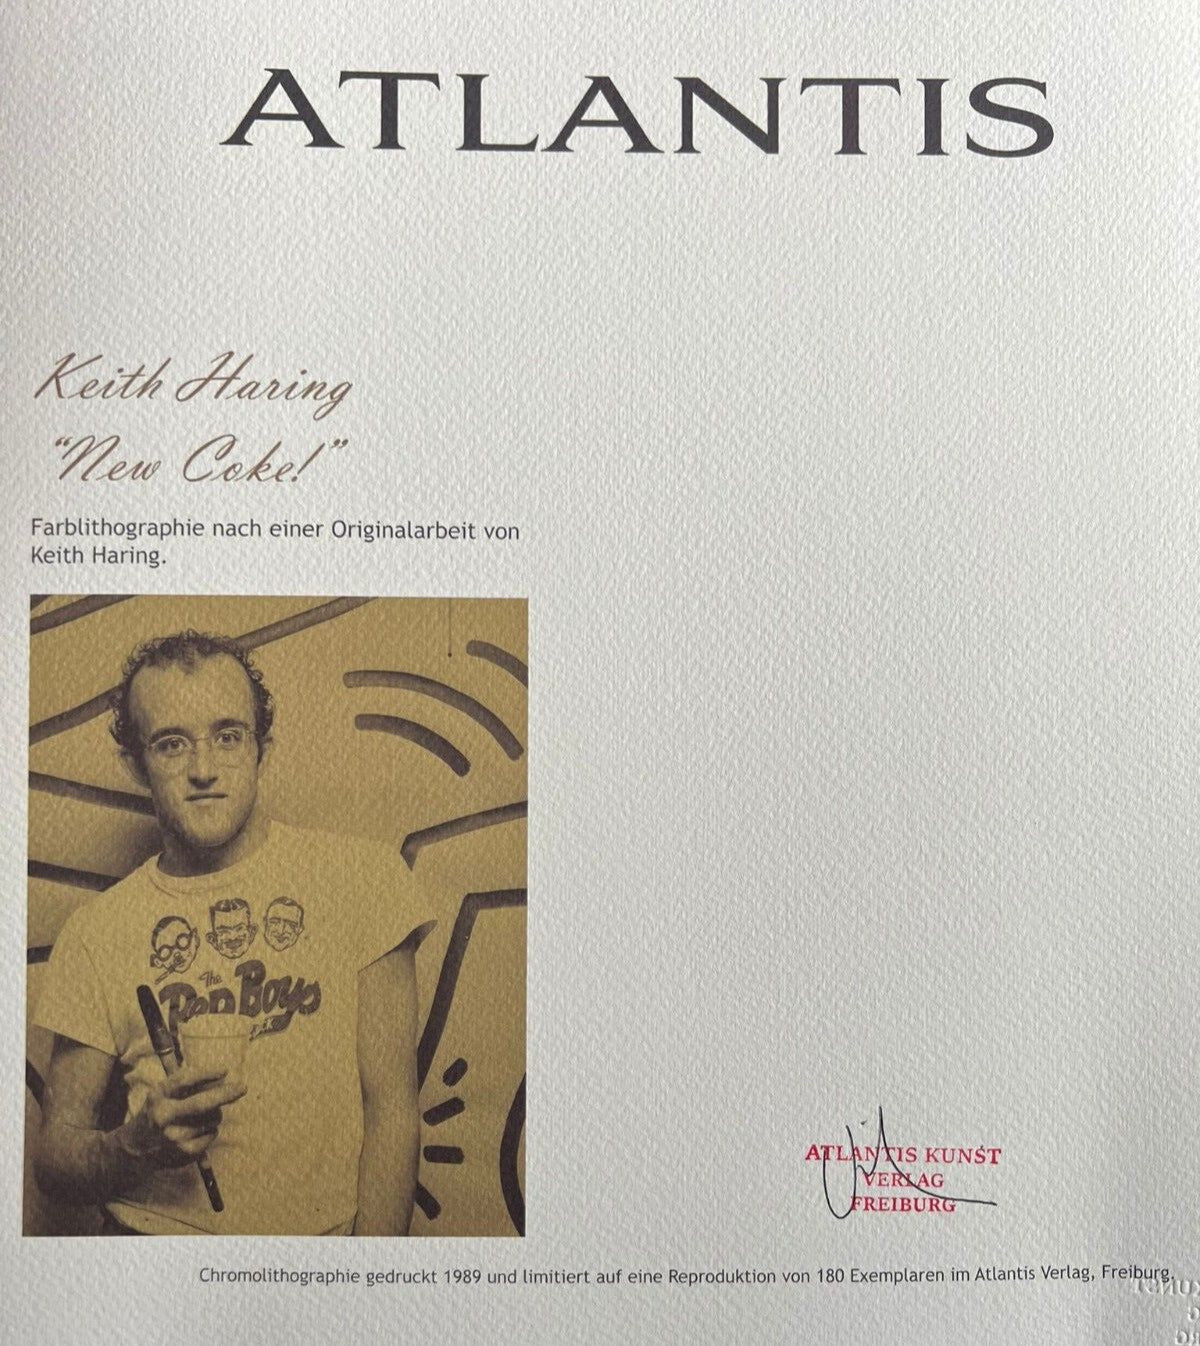 ATLANTIS
Keith Haring
“New Coke!”
Farblithographie nach einer Originalarbeit von
Keith Haring.
The
Boys
ATLANTIS KUNST
VERLAG
FREIBURG
Chromolithographie gedruckt 1989 und limitiert auf eine Reproduktion von 180 Exemplaren im Atlantis Verlag, Freiburg.